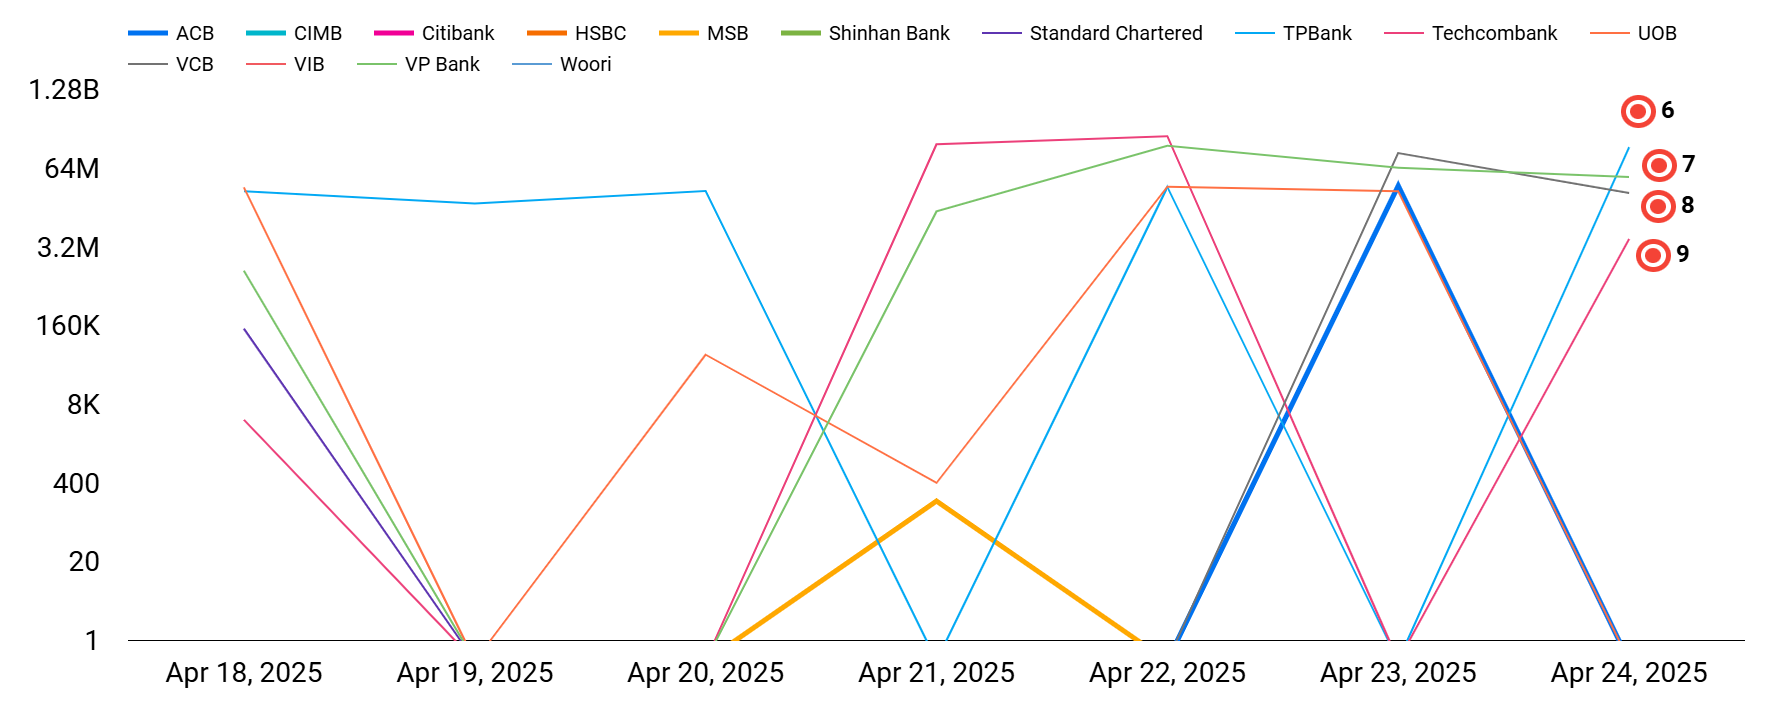 ACB CIMB Citibank HSBC MSB Shinhan Bank Standard Chartered TPBank Techcombank UOB
VCB VIB VP Bank Woori
1.28B
6
64M
7
8
3.2M
9
160K
8K
400
20
1
Apr 18, 2025 Apr 19, 2025 Apr 20, 2025 Apr 21, 2025 Apr 22, 2025 Apr 23, 2025 Apr 24, 2025